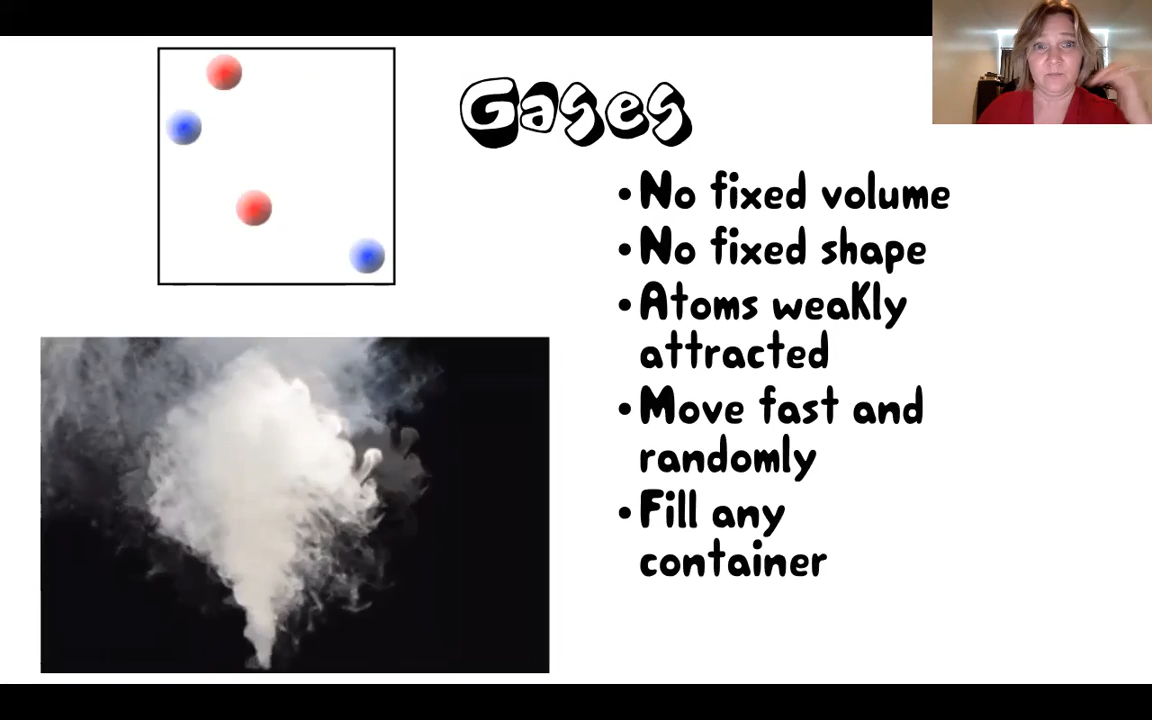 Gases
•No fixed volume
•No fixed shape
•Atoms weakly
attracted
•Move fast and
randomly
•Fill any
container